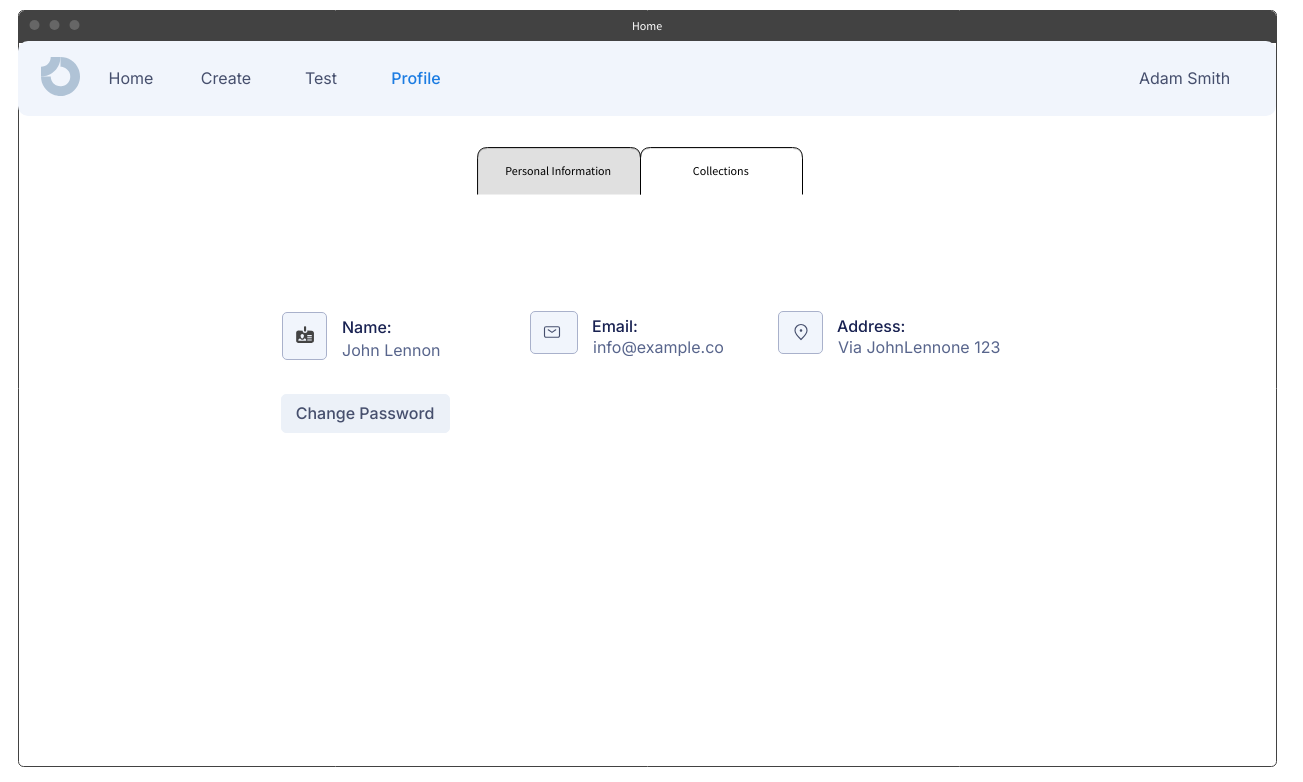 Home
Home Create Test Profile Adam Smith
Personal Information Collections
Name: Email: Address:
John Lennon info@example.co Via JohnLennone 123
Change Password